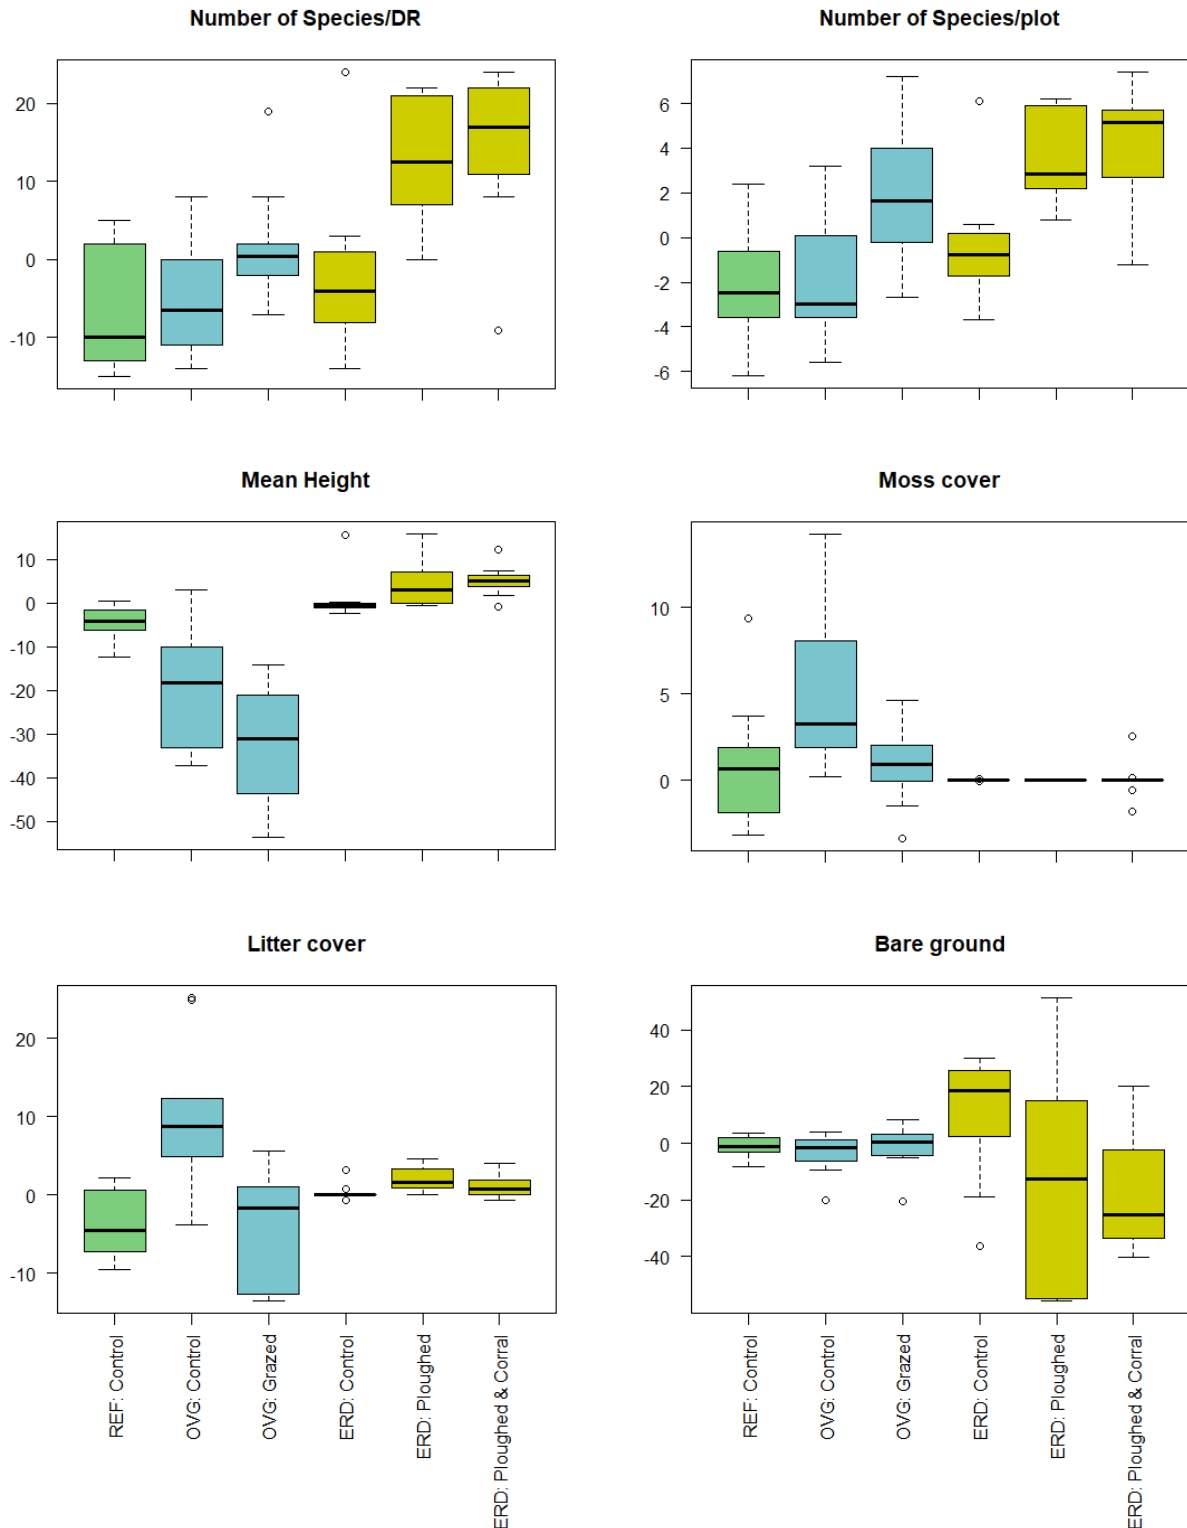 Number of Species/DR
20
10
0
-10
Number of Species/plot
6
4
2
0
-2
-4
-6
Mean Height
10
0
-10
-20
-30
-40
-50
Moss cover
10
5
0
Litter cover
20
10
0
-10
REF: Control
OVG: Control
OVG: Grazed
ERD: Control
ERD: Ploughed
ERD: Ploughed & Corral
Bare ground
40
20
0
-20
-40
REF: Control
OVG: Control
OVG: Grazed
ERD: Control
ERD: Ploughed
ERD: Ploughed & Corral